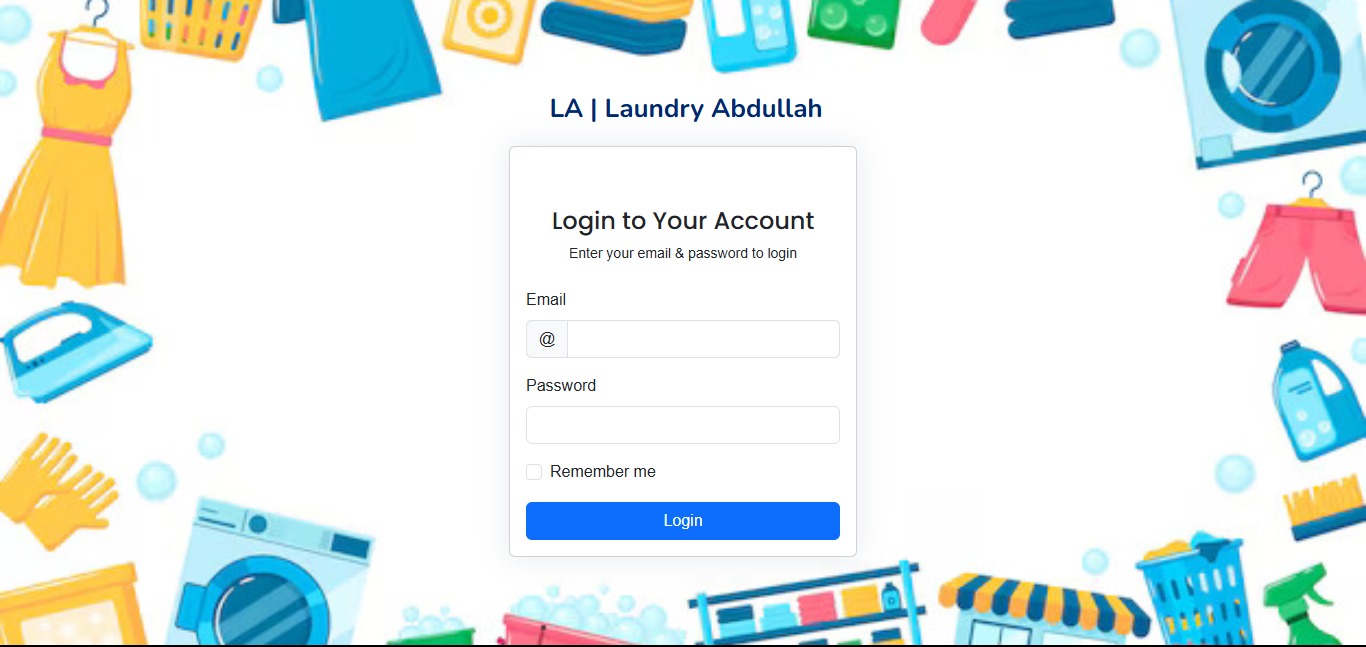 LA | Laundry Abdullah
Login to Your Account
Enter your email & password to login
Email
@
Password
Remember me
Login